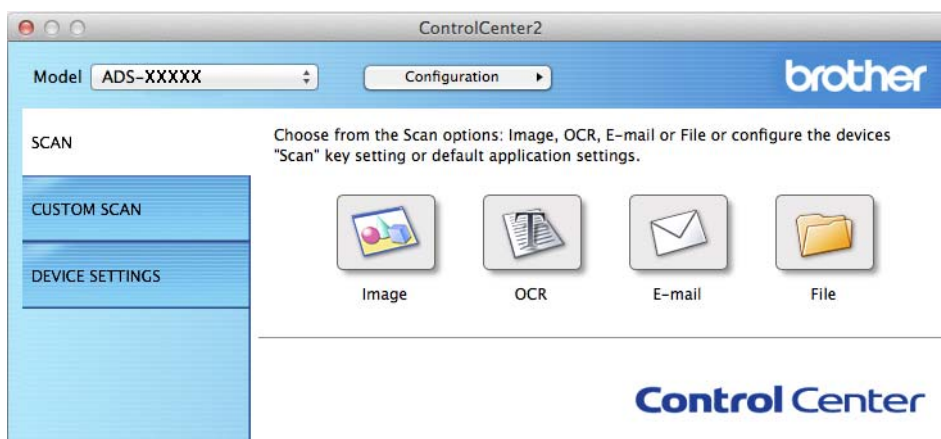 ControlCenter2
Model ADS-XXXXX Configuration brother
SCAN
CUSTOM SCAN
DEVICE SETTINGS
Choose from the Scan options: Image, OCR, E-mail or File or configure the devices
"Scan" key setting or default application settings.
Image OCR E-mail File
Control Center